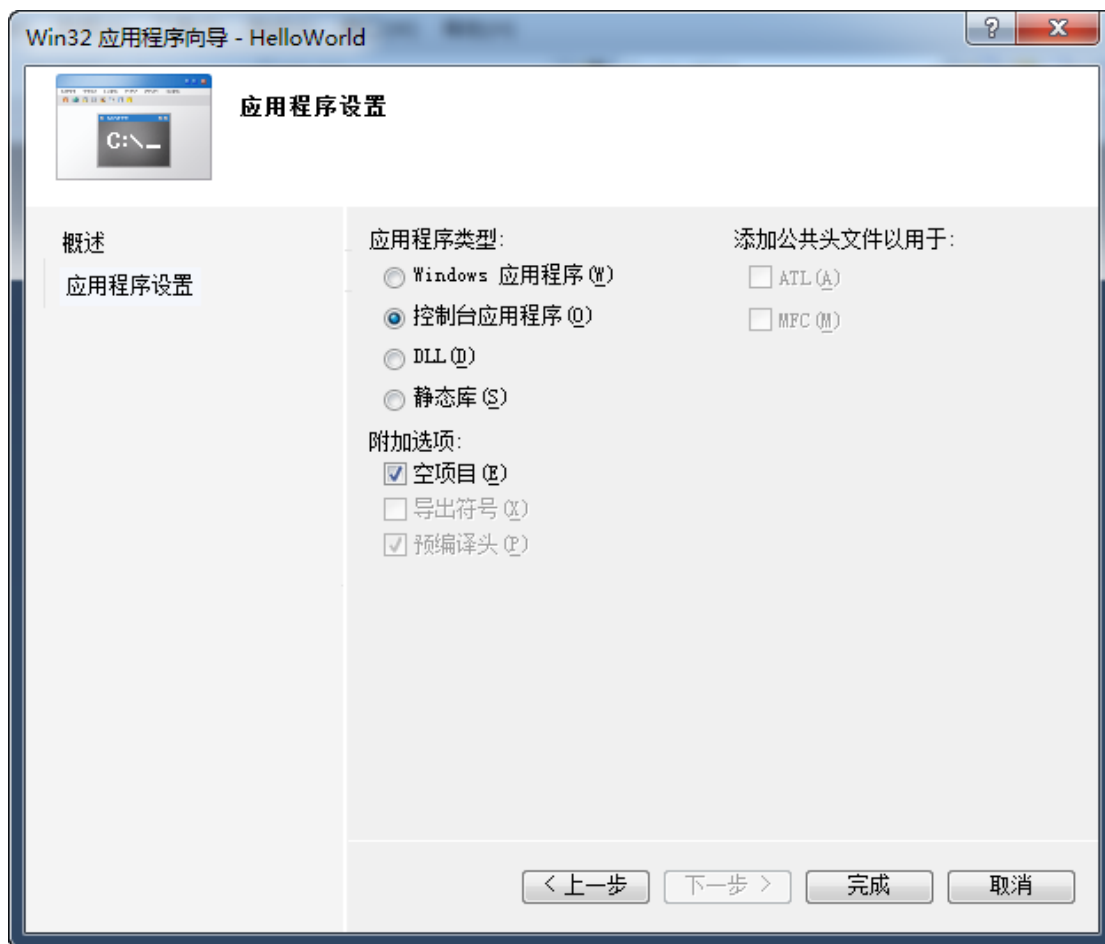 Win32 应用程序向导 - HelloWorld
?
X
C:\_
应用程序设置
概述
应用程序设置
应用程序类型:
Windows 应用程序(W)
控制台应用程序(O)
DLL(D)
静态库(S)
附加选项:
空项目(E)
导出符号(X)
预编译头(P)
添加公共头文件以用于:
ATL(A)
MFC(M)
< 上一步
下一步 >
完成
取消